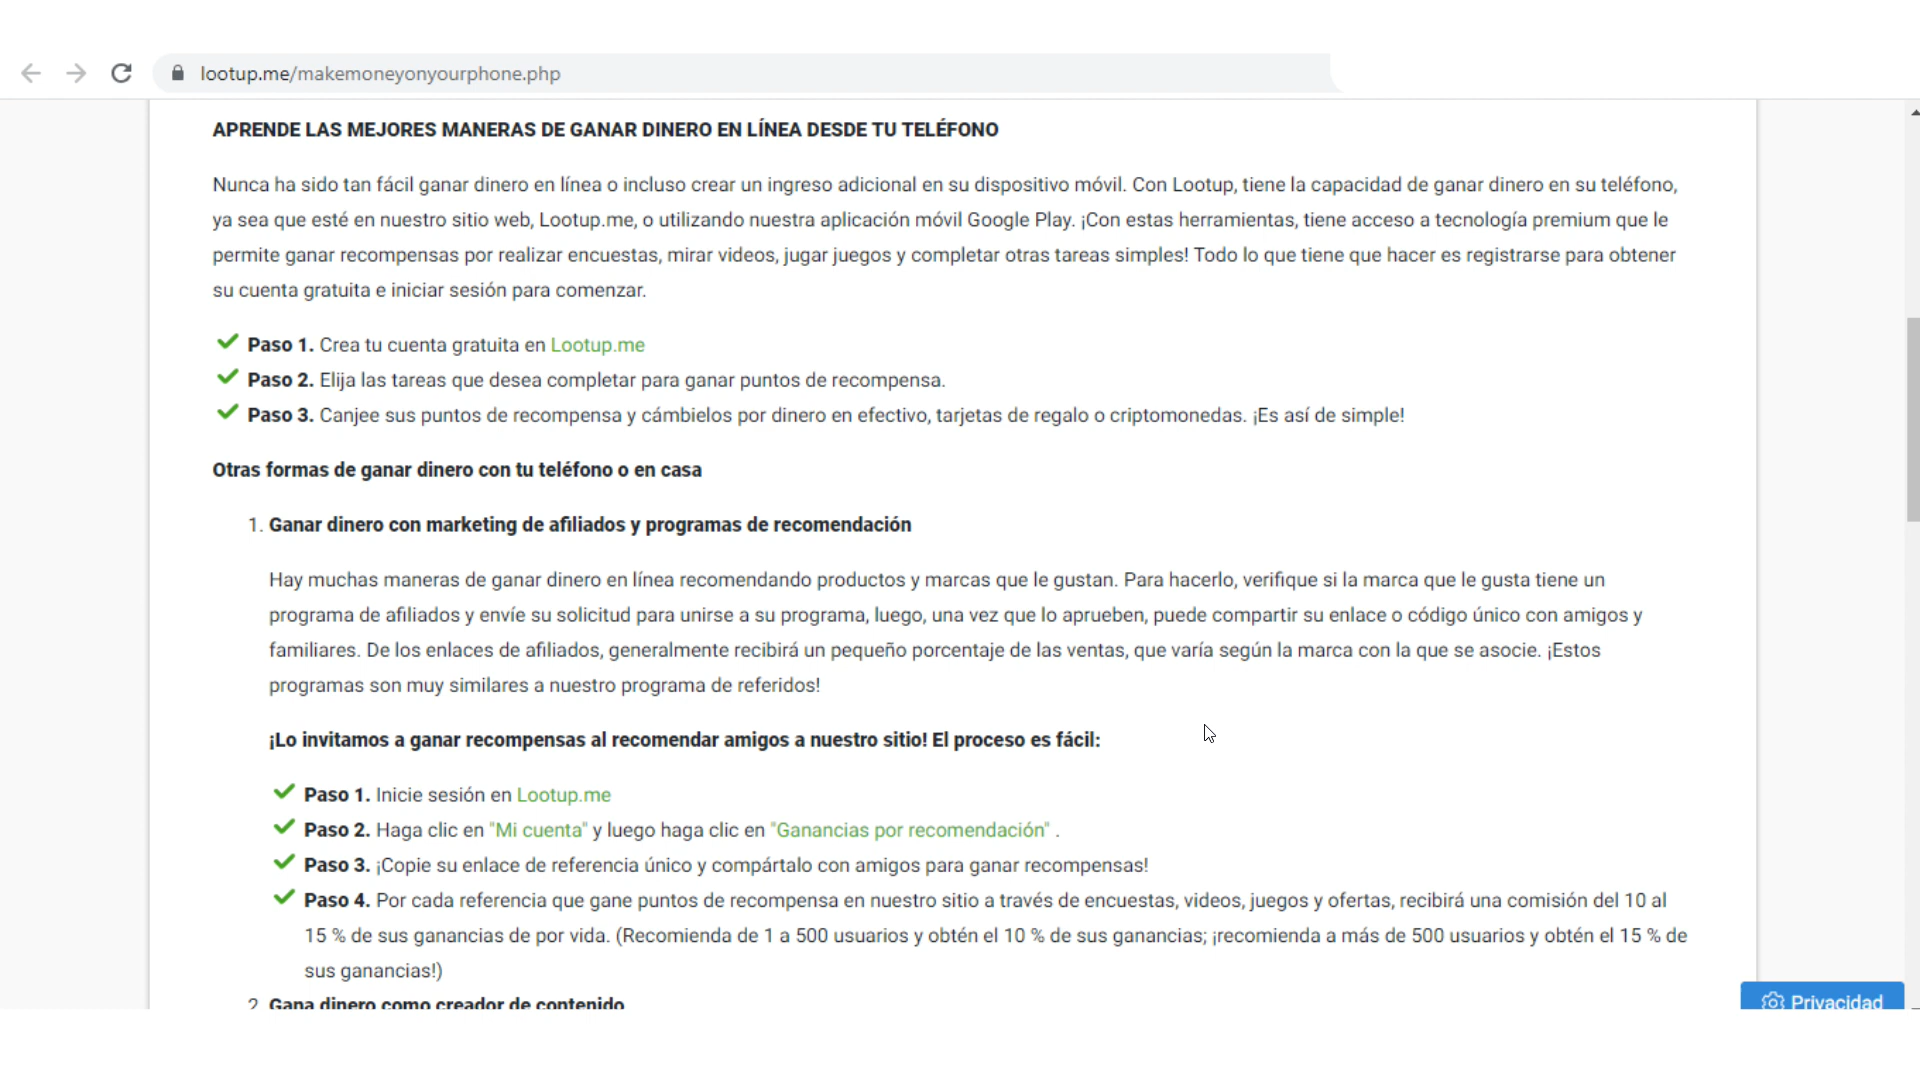 lootup.me/makemoneyonyourphone.php
APRENDE LAS MEJORES MANERAS DE GANAR DINERO EN LÍNEA DESDE TU TELÉFONO
Nunca ha sido tan fácil ganar dinero en línea o incluso crear un ingreso adicional en su dispositivo móvil. Con Lootup, tiene la capacidad de ganar dinero en su teléfono,
ya sea que esté en nuestro sitio web, Lootup.me, o utilizando nuestra aplicación móvil Google Play. ¡Con estas herramientas, tiene acceso a tecnología premium que le
permite ganar recompensas por realizar encuestas, mirar videos, jugar juegos y completar otras tareas simples! Todo lo que tiene que hacer es registrarse para obtener
su cuenta gratuita e iniciar sesión para comenzar.
Paso 1. Crea tu cuenta gratuita en Lootup.me
Paso 2. Elija las tareas que desea completar para ganar puntos de recompensa.
Paso 3. Canjee sus puntos de recompensa y cámbielos por dinero en efectivo, tarjetas de regalo o criptomonedas. ¡Es así de simple!
Otras formas de ganar dinero con tu teléfono o en casa
1. Ganar dinero con marketing de afiliados y programas de recomendación
Hay muchas maneras de ganar dinero en línea recomendando productos y marcas que le gustan. Para hacerlo, verifique si la marca que le gusta tiene un
programa de afiliados y envíe su solicitud para unirse a su programa, luego, una vez que lo aprueben, puede compartir su enlace o código único con amigos y
familiares. De los enlaces de afiliados, generalmente recibirá un pequeño porcentaje de las ventas, que varía según la marca con la que se asocie. ¡Estos
programas son muy similares a nuestro programa de referidos!
¡Lo invitamos a ganar recompensas al recomendar amigos a nuestro sitio! El proceso es fácil:
Paso 1. Inicie sesión en Lootup.me
Paso 2. Haga clic en "Mi cuenta" y luego haga clic en "Ganancias por recomendación" .
Paso 3. ¡Copie su enlace de referencia único y compártalo con amigos para ganar recompensas!
Paso 4. Por cada referencia que gane puntos de recompensa en nuestro sitio a través de encuestas, videos, juegos y ofertas, recibirá una comisión del 10 al
15 % de sus ganancias de por vida. (Recomienda de 1 a 500 usuarios y obtén el 10 % de sus ganancias; ¡recomienda a más de 500 usuarios y obtén el 15 % de
sus ganancias!)
2. Gana dinero como creador de contenido
Privacidad